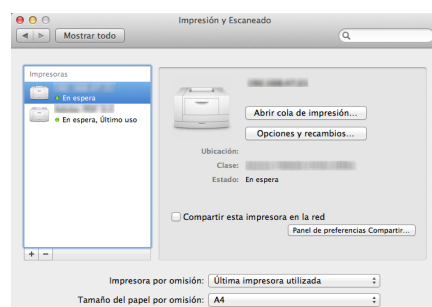 Impresión y Escaneado
Mostrar todo
Impresoras
En espera
En espera, Último uso
Abrir cola de impresión...
Opciones y recambios...
Ubicación:
Clase:
Estado: En espera
Compartir esta impresora en la red
Panel de preferencias Compartir...
+ −
Impresora por omisión: Última impresora utilizada
Tamaño del papel por omisión: A4